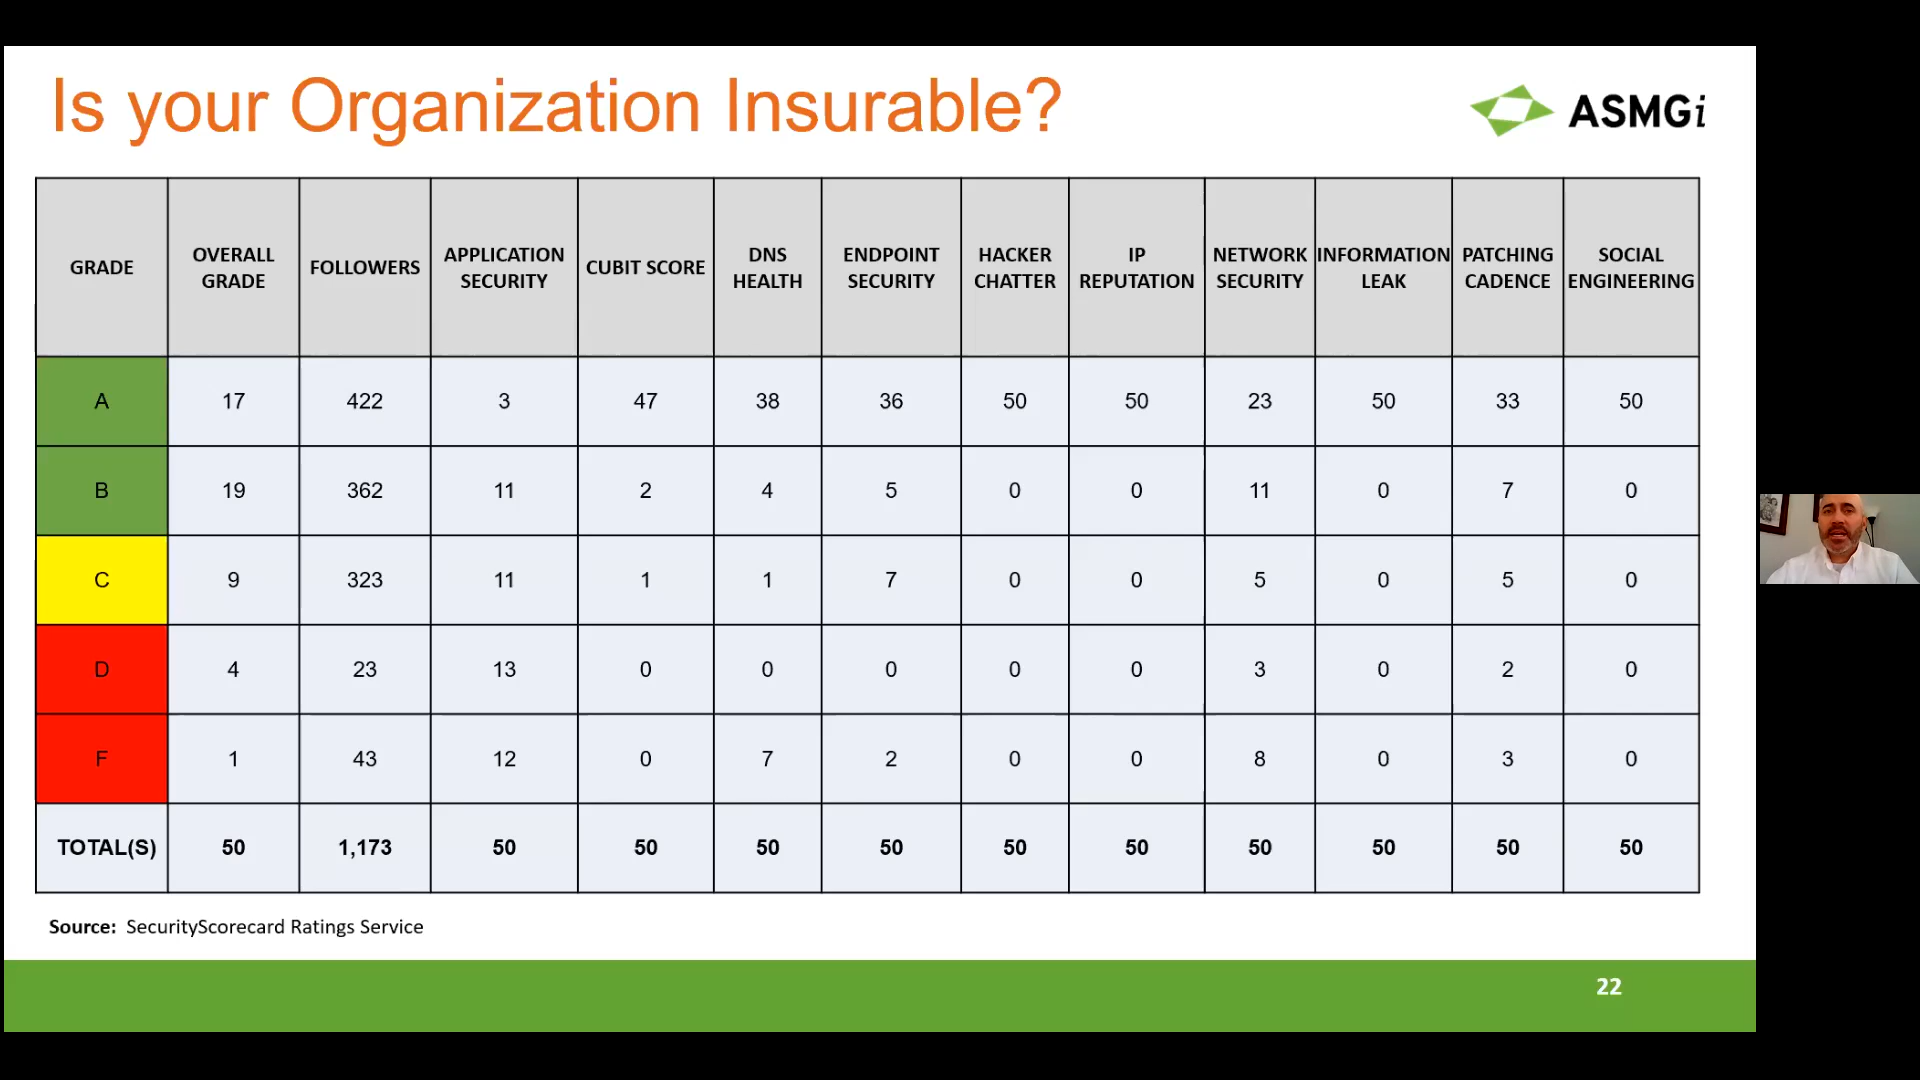 Is your Organization Insurable?
ASMGi
GRADE OVERALL GRADE FOLLOWERS APPLICATION SECURITY CUBIT SCORE DNS HEALTH ENDPOINT SECURITY HACKER CHATTER IP REPUTATION NETWORK SECURITY INFORMATION LEAK PATCHING CADENCE SOCIAL ENGINEERING
A 17 422 3 47 38 36 50 50 23 50 33 50
B 19 362 11 2 4 5 0 0 11 0 7 0
C 9 323 11 1 1 7 0 0 5 0 5 0
D 4 23 13 0 0 0 0 0 3 0 2 0
F 1 43 12 0 7 2 0 0 8 0 3 0
TOTAL(S) 50 1,173 50 50 50 50 50 50 50 50 50 50
Source: SecurityScorecard Ratings Service
22